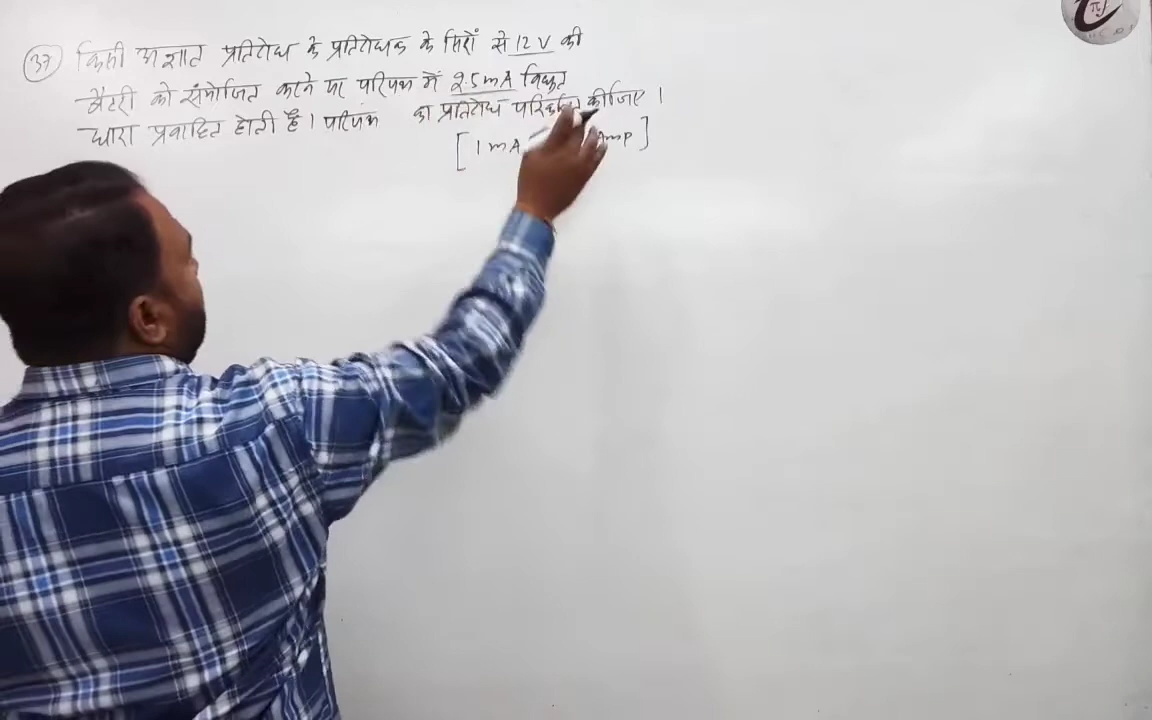 37 किसी अज्ञात प्रतिरोध के प्रतिरोधक के सिरों से 12 V की
बैटरी को संयोजित करने पर परिपथ में 2.5 mA विद्युत
धारा प्रवाहित होती है। परिपथ का प्रतिरोध परिकलित कीजिए।
[ 1 mA Amp ]